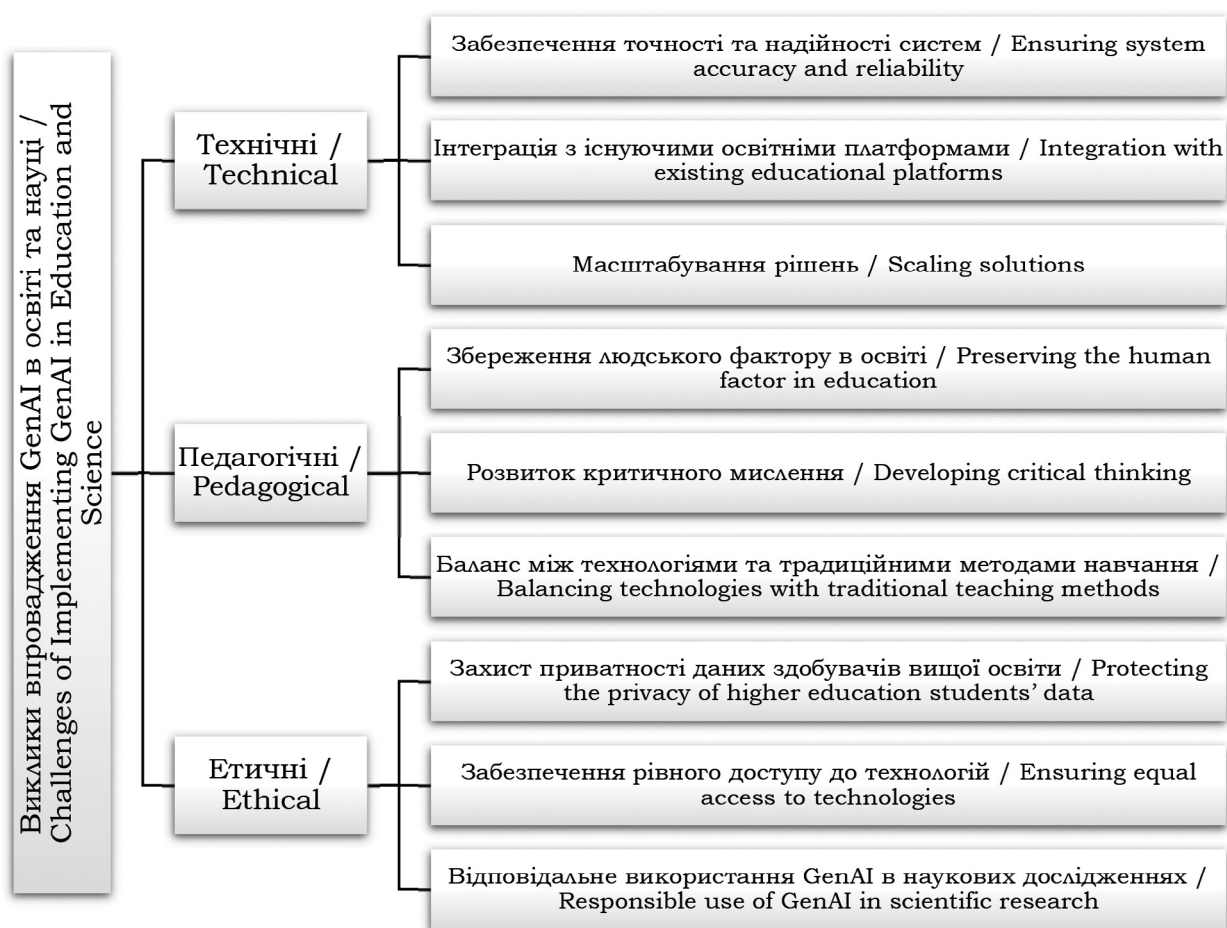 Виклики впровадження GenAI в освіті та науці /
Challenges of Implementing GenAI in Education and
Science
Технічні /
Technical
Забезпечення точності та надійності систем / Ensuring system
accuracy and reliability
Інтеграція з існуючими освітніми платформами / Integration with
existing educational platforms
Масштабування рішень / Scaling solutions
Педагогічні /
Pedagogical
Збереження людського фактору в освіті / Preserving the human
factor in education
Розвиток критичного мислення / Developing critical thinking
Баланс між технологіями та традиційними методами навчання /
Balancing technologies with traditional teaching methods
Етичні /
Ethical
Захист приватності даних здобувачів вищої освіти / Protecting
the privacy of higher education students’ data
Забезпечення рівного доступу до технологій / Ensuring equal
access to technologies
Відповідальне використання GenAI в наукових дослідженнях /
Responsible use of GenAI in scientific research